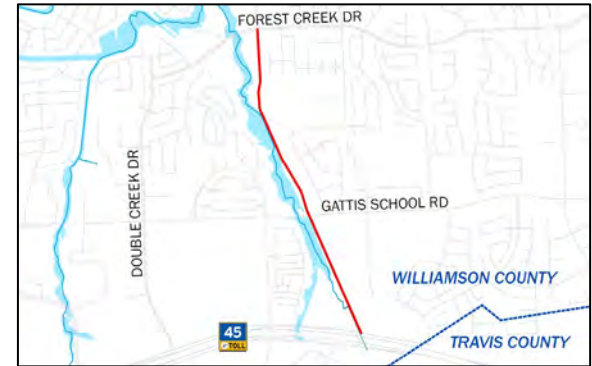 FOREST CREEK DR
DOUBLE CREEK DR
GATTIS SCHOOL RD
WILLIAMSON COUNTY
45
TOLL
TRAVIS COUNTY